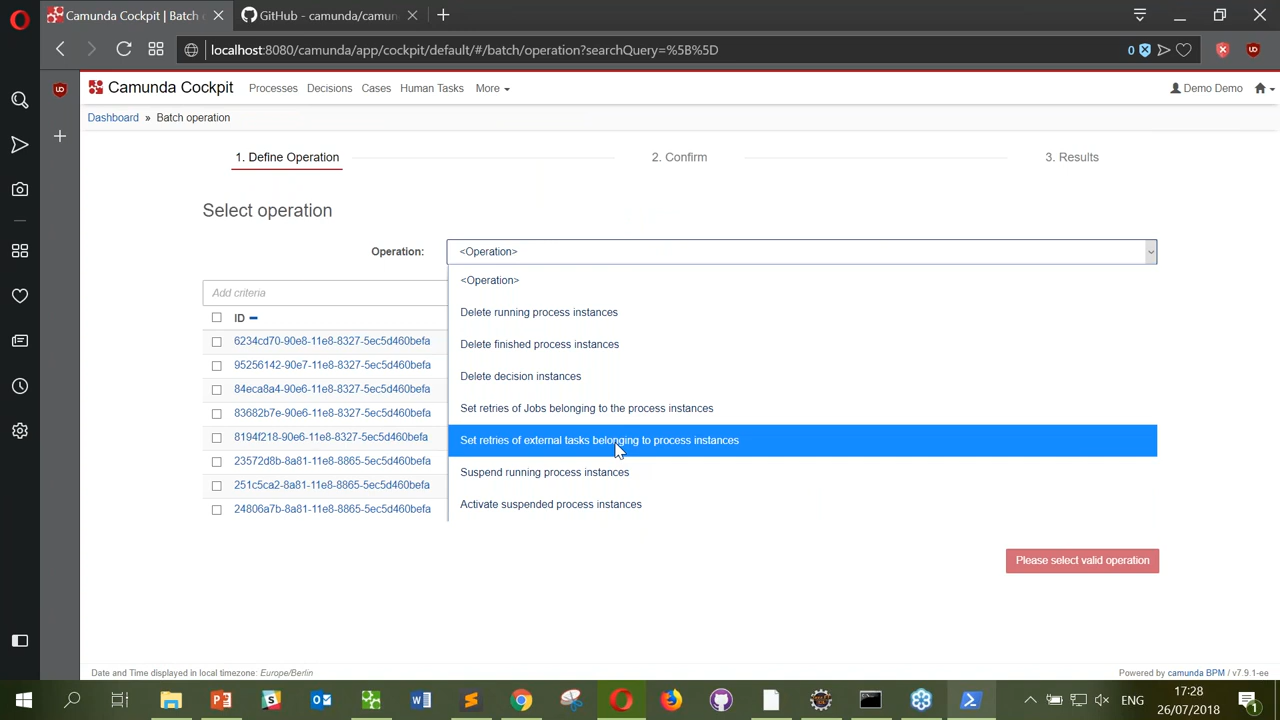 Camunda Cockpit | Batch
GitHub - camunda/camun
localhost:8080/camunda/app/cockpit/default/#/batch/operation?searchQuery=%5B%5D
0
Camunda Cockpit
Processes
Decisions
Cases
Human Tasks
More
Demo Demo
Dashboard » Batch operation
1. Define Operation
2. Confirm
3. Results
Select operation
Operation:
<Operation>
<Operation>
Delete running process instances
Delete finished process instances
Delete decision instances
Set retries of Jobs belonging to the process instances
Set retries of external tasks belonging to process instances
Suspend running process instances
Activate suspended process instances
Add criteria
ID
6234cd70-90e8-11e8-8327-5ec5d460befa
95256142-90e7-11e8-8327-5ec5d460befa
84eca8a4-90e6-11e8-8327-5ec5d460befa
83682b7e-90e6-11e8-8327-5ec5d460befa
8194f218-90e6-11e8-8327-5ec5d460befa
23572d8b-8a81-11e8-8865-5ec5d460befa
251c5ca2-8a81-11e8-8865-5ec5d460befa
24806a7b-8a81-11e8-8865-5ec5d460befa
Please select valid operation
Date and Time displayed in local timezone: Europe/Berlin
Powered by camunda BPM / v7.9.1-ee
ENG
17:28
26/07/2018
1